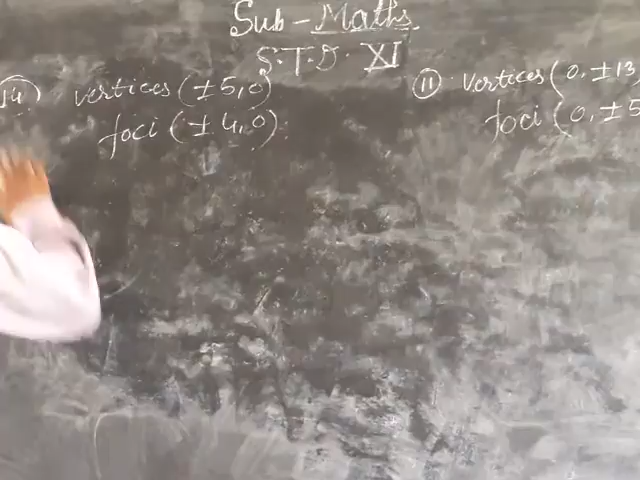 Sub - Maths
S.T.D. XI
14) vertices (±5,0)
foci (±4,0).
(11) Vertices (0, ±13
foci (0, ±5